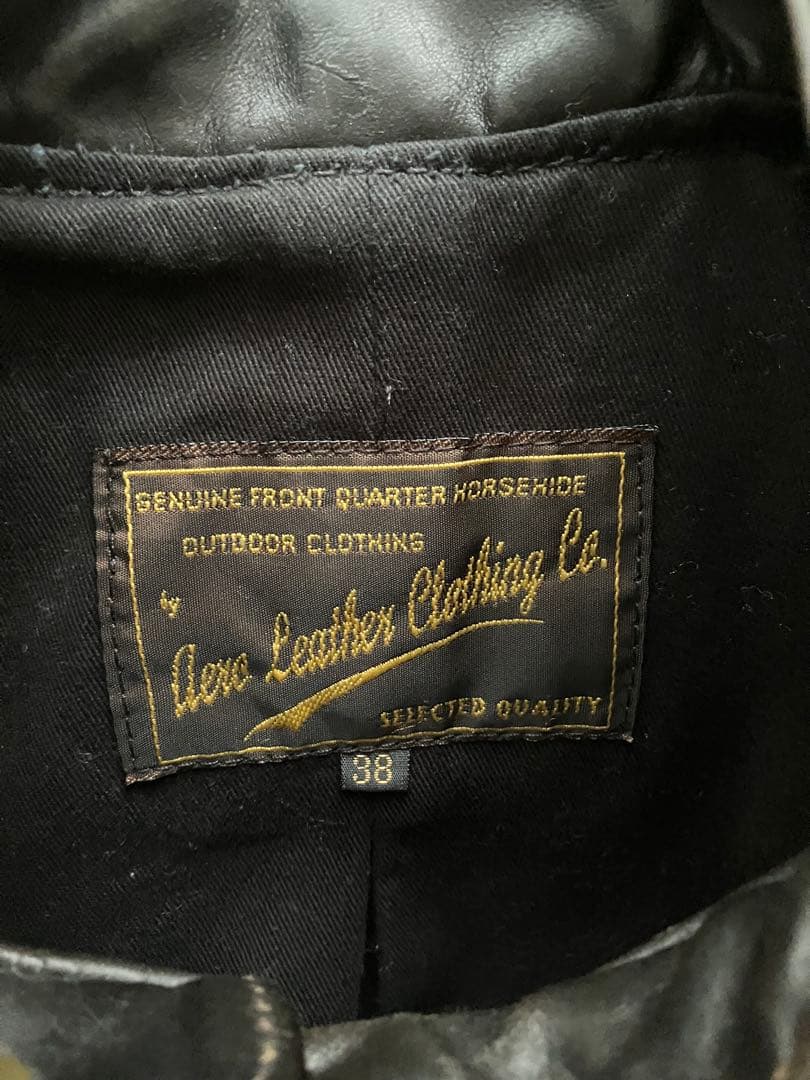 GENUINE FRONT QUARTER HORSEHIDE
OUTDOOR CLOTHING
by
Aero Leather Clothing Co.
SELECTED QUALITY
38